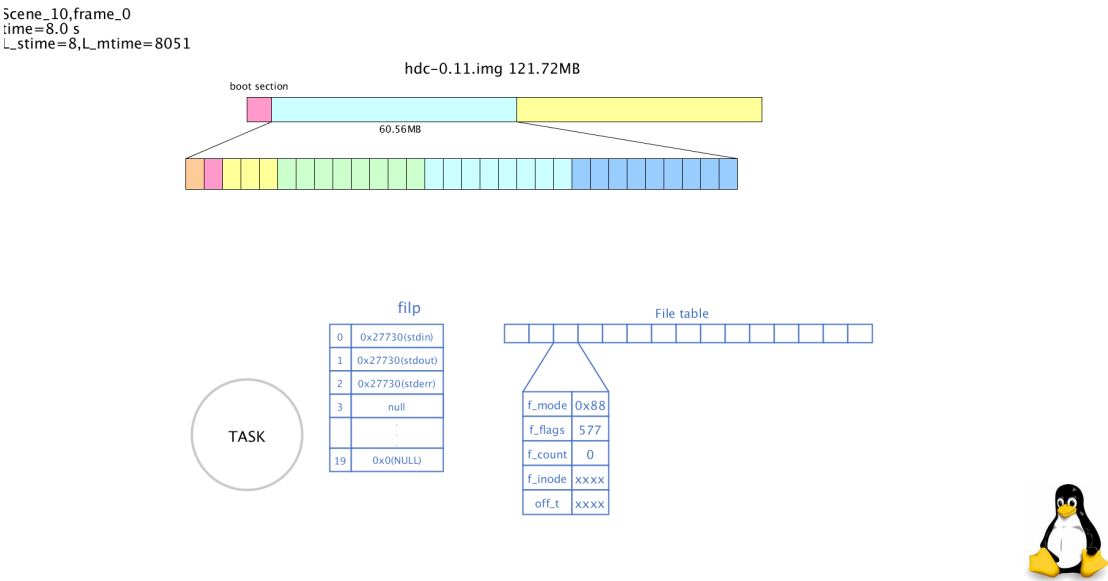 Scene_10,frame_0
time=8.0 s
L_stime=8,L_mtime=8051
hdc-0.11.img 121.72MB
boot section
60.56MB
filp
0 0x27730(stdin)
1 0x27730(stdout)
2 0x27730(stderr)
3 null
19 0x0(NULL)
TASK
File table
f_mode 0x88
f_flags 577
f_count 0
f_inode xxxx
off_t xxxx